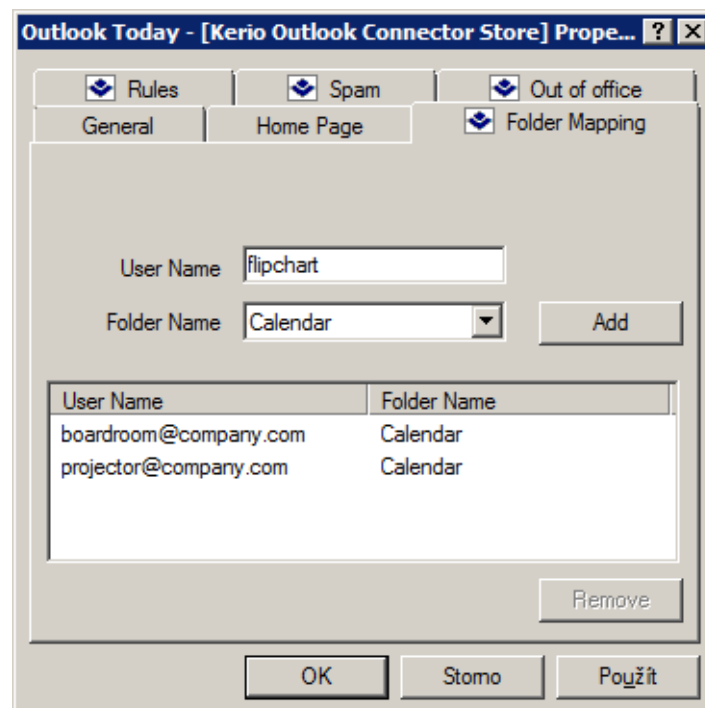 Outlook Today - [Kerio Outlook Connector Store] Prope...
Rules Spam Out of office
General Home Page Folder Mapping
User Name flipchart
Folder Name Calendar Add
User Name Folder Name
boardroom@company.com Calendar
projector@company.com Calendar
Remove
OK Storno Použít